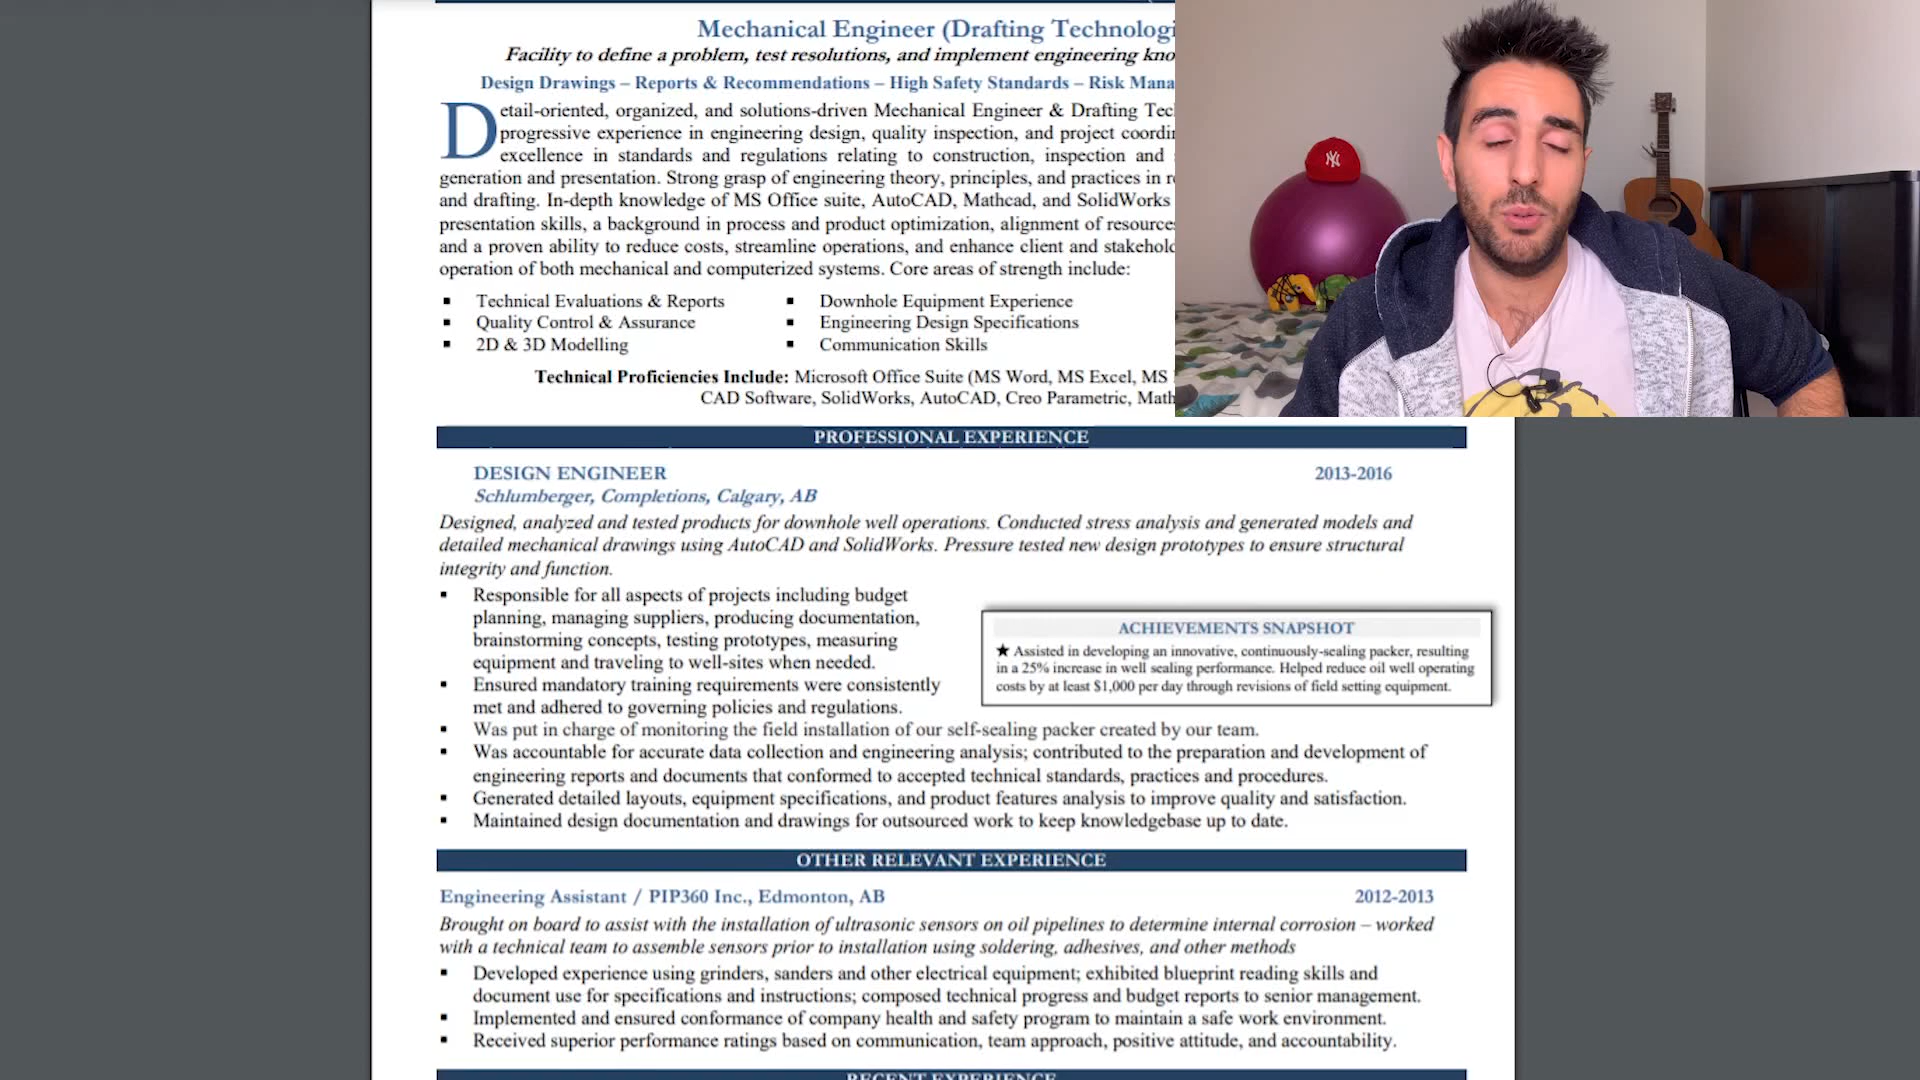 Mechanical Engineer (Drafting Technologi
Facility to define a problem, test resolutions, and implement engineering kno
Design Drawings – Reports & Recommendations – High Safety Standards – Risk Mana
Detail-oriented, organized, and solutions-driven Mechanical Engineer & Drafting Tec
progressive experience in engineering design, quality inspection, and project coordi
excellence in standards and regulations relating to construction, inspection and
generation and presentation. Strong grasp of engineering theory, principles, and practices in r
and drafting. In-depth knowledge of MS Office suite, AutoCAD, Mathcad, and SolidWorks
presentation skills, a background in process and product optimization, alignment of resource
and a proven ability to reduce costs, streamline operations, and enhance client and stakehol
operation of both mechanical and computerized systems. Core areas of strength include:
▪ Technical Evaluations & Reports ▪ Downhole Equipment Experience
▪ Quality Control & Assurance ▪ Engineering Design Specifications
▪ 2D & 3D Modelling ▪ Communication Skills
Technical Proficiencies Include: Microsoft Office Suite (MS Word, MS Excel, MS
CAD Software, SolidWorks, AutoCAD, Creo Parametric, Math
PROFESSIONAL EXPERIENCE
DESIGN ENGINEER 2013-2016
Schlumberger, Completions, Calgary, AB
Designed, analyzed and tested products for downhole well operations. Conducted stress analysis and generated models and
detailed mechanical drawings using AutoCAD and SolidWorks. Pressure tested new design prototypes to ensure structural
integrity and function.
▪ Responsible for all aspects of projects including budget
planning, managing suppliers, producing documentation,
brainstorming concepts, testing prototypes, measuring
equipment and traveling to well-sites when needed.
▪ Ensured mandatory training requirements were consistently
met and adhered to governing policies and regulations.
ACHIEVEMENTS SNAPSHOT
★ Assisted in developing an innovative, continuously-sealing packer, resulting
in a 25% increase in well sealing performance. Helped reduce oil well operating
costs by at least $1,000 per day through revisions of field setting equipment.
▪ Was put in charge of monitoring the field installation of our self-sealing packer created by our team.
▪ Was accountable for accurate data collection and engineering analysis; contributed to the preparation and development of
engineering reports and documents that conformed to accepted technical standards, practices and procedures.
▪ Generated detailed layouts, equipment specifications, and product features analysis to improve quality and satisfaction.
▪ Maintained design documentation and drawings for outsourced work to keep knowledgebase up to date.
OTHER RELEVANT EXPERIENCE
Engineering Assistant / PIP360 Inc., Edmonton, AB 2012-2013
Brought on board to assist with the installation of ultrasonic sensors on oil pipelines to determine internal corrosion – worked
with a technical team to assemble sensors prior to installation using soldering, adhesives, and other methods
▪ Developed experience using grinders, sanders and other electrical equipment; exhibited blueprint reading skills and
document use for specifications and instructions; composed technical progress and budget reports to senior management.
▪ Implemented and ensured conformance of company health and safety program to maintain a safe work environment.
▪ Received superior performance ratings based on communication, team approach, positive attitude, and accountability.
RECENT EXPERIENCE
NY